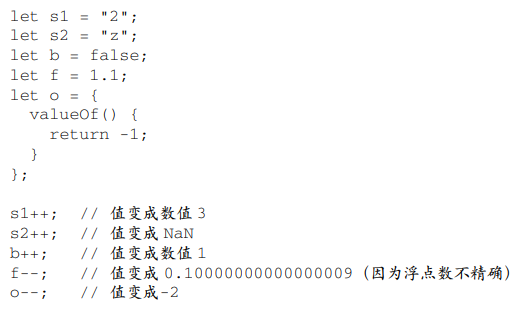 let s1 = "2";
let s2 = "z";
let b = false;
let f = 1.1;
let o = {
  valueOf() {
    return -1;
  }
};

s1++;  // 值变成数值 3
s2++;  // 值变成 NaN
b++;   // 值变成数值 1
f--;   // 值变成 0.10000000000000009（因为浮点数不精确）
o--;   // 值变成-2